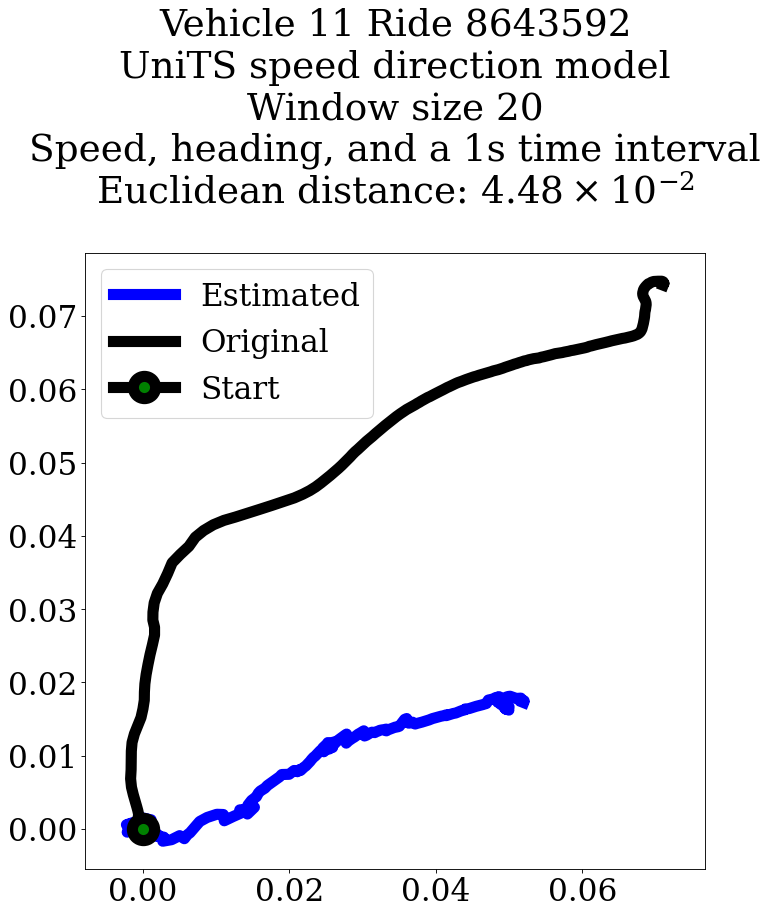 Vehicle 11 Ride 8643592
UniTS speed direction model
Window size 20
Speed, heading, and a 1s time interval
Euclidean distance: 4.48 × 10⁻²
Estimated
Original
Start
0.07
0.06
0.05
0.04
0.03
0.02
0.01
0.00
0.00 0.02 0.04 0.06